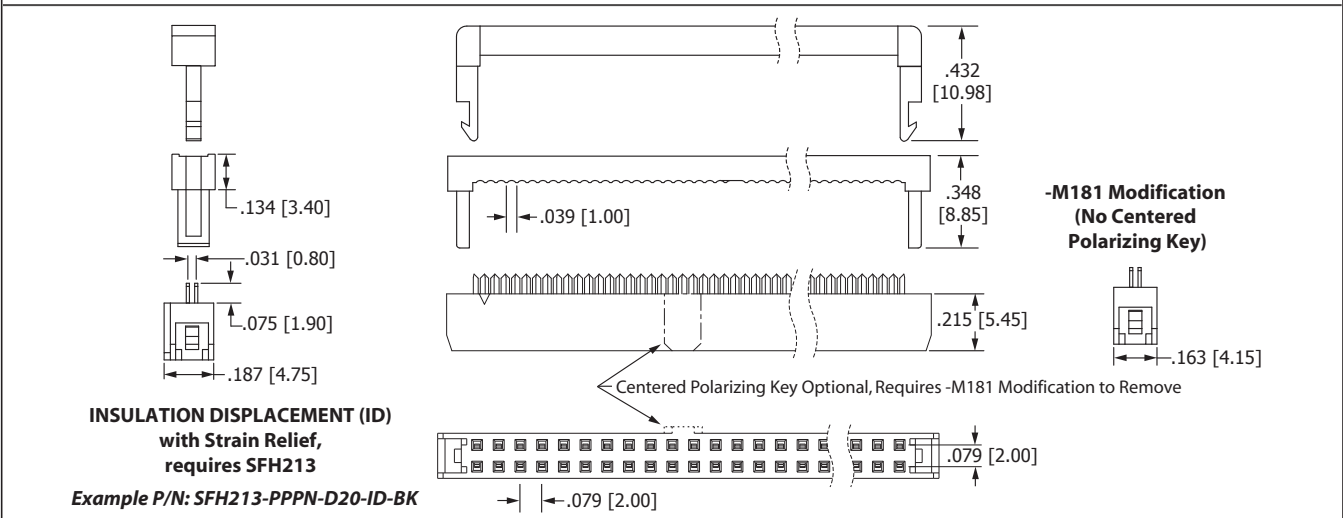 .432
[10.98]
.134 [3.40]
.039 [1.00]
.348
[8.85]
-M181 Modification
(No Centered
Polarizing Key)
.031 [0.80]
.075 [1.90]
.215 [5.45]
.187 [4.75]
.163 [4.15]
Centered Polarizing Key Optional, Requires -M181 Modification to Remove
INSULATION DISPLACEMENT (ID)
with Strain Relief,
requires SFH213
Example P/N: SFH213-PPPN-D20-ID-BK
.079 [2.00]
.079 [2.00]